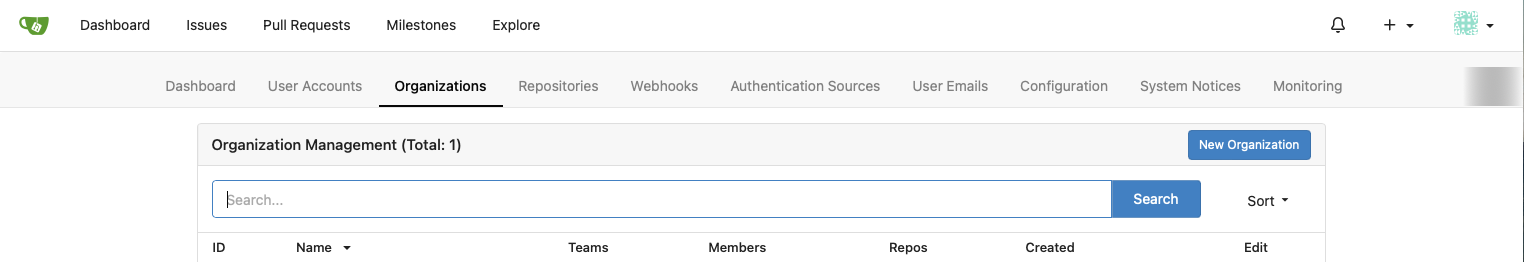 Dashboard Issues Pull Requests Milestones Explore
Dashboard User Accounts Organizations Repositories Webhooks Authentication Sources User Emails Configuration System Notices Monitoring
Organization Management (Total: 1) New Organization
Search... Search Sort
ID Name Teams Members Repos Created Edit